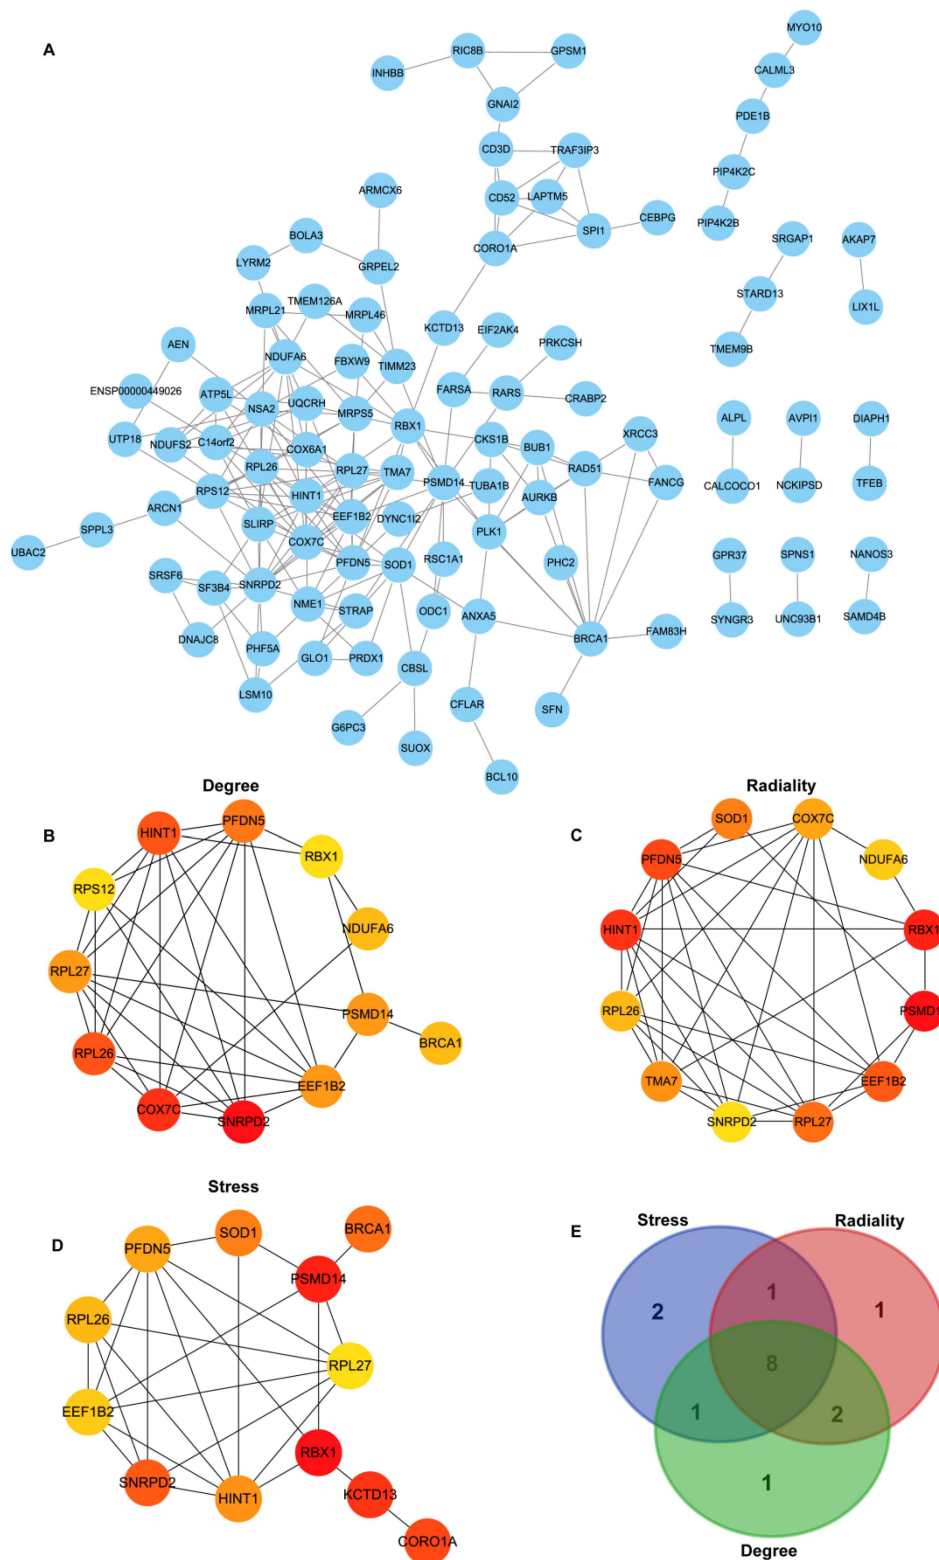 A
MYO10
RIC8B
GPSM1
INHBB
CALML3
GNAI2
PDE1B
CD3D
TRAF3IP3
PIP4K2C
ARMCX6
CD52
LAPTM5
CEBPG
PIP4K2B
SPI1
BOLA3
SRGAP1
AKAP7
CORO1A
LYRM2
GRPEL2
STARD13
TMEM126A
LIX1L
MRPL21
MRPL46
KCTD13
EIF2AK4
TMEM9B
AEN
NDUFA6
FBXW9
TIMM23
PRKCSH
ENSP00000449026
ATP5L
UQCRH
FARSA
RARS
CRABP2
NSA2
MRPS5
ALPL
AVPI1
DIAPH1
RBX1
XRCC3
UTP18
NDUFS2
C14orf2
COX6A1
CKS1B
BUB1
RPL26
RPL27
TMA7
RAD51
PSMD14
TUBA1B
FANCG
CALCOCO1
NCKIPSD
TFEB
RPS12
HINT1
AURKB
ARCN1
EEF1B2
DYNC1I2
SLIRP
SPPL3
PLK1
COX7C
UBAC2
PFDN5
SOD1
RSC1A1
PHC2
GPR37
SPNS1
NANOS3
SRSF6
SF3B4
SNRPD2
NME1
STRAP
ODC1
ANXA5
SYNGR3
UNC93B1
SAMD4B
DNAJC8
PHF5A
BRCA1
FAM83H
GLO1
PRDX1
CBSL
LSM10
CFLAR
SFN
G6PC3
SUOX
BCL10
Degree
B
HINT1
PFDN5
RBX1
RPS12
NDUFA6
RPL27
PSMD14
BRCA1
RPL26
EEF1B2
COX7C
SNRPD2
Radiality
C
SOD1
COX7C
PFDN5
NDUFA6
HINT1
RBX1
RPL26
PSMD1
TMA7
EEF1B2
SNRPD2
RPL27
Stress
D
PFDN5
SOD1
BRCA1
PSMD14
RPL26
RPL27
EEF1B2
RBX1
SNRPD2
HINT1
KCTD13
CORO1A
E
Stress
Radiality
2
1
1
8
1
2
1
Degree